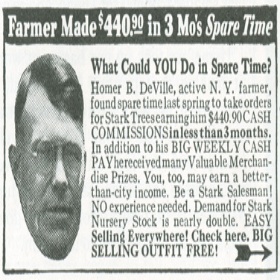 Farmer Made $440.90 in 3 Mo's Spare Time
What Could YOU Do in Spare Time?
Homer B. DeVille, active N. Y. farmer,
found spare time last spring to take orders
for Stark Trees earning him $440.90 CASH
COMMISSIONS in less than 3 months.
In addition to his BIG WEEKLY CASH
PAY he received many Valuable Merchan-
dise Prizes. You, too, may earn a better-
than-city income. Be a Stark Salesman!
NO experience needed. Demand for Stark
Nursery Stock is nearly double. EASY
Selling Everywhere! Check here. BIG
SELLING OUTFIT FREE!